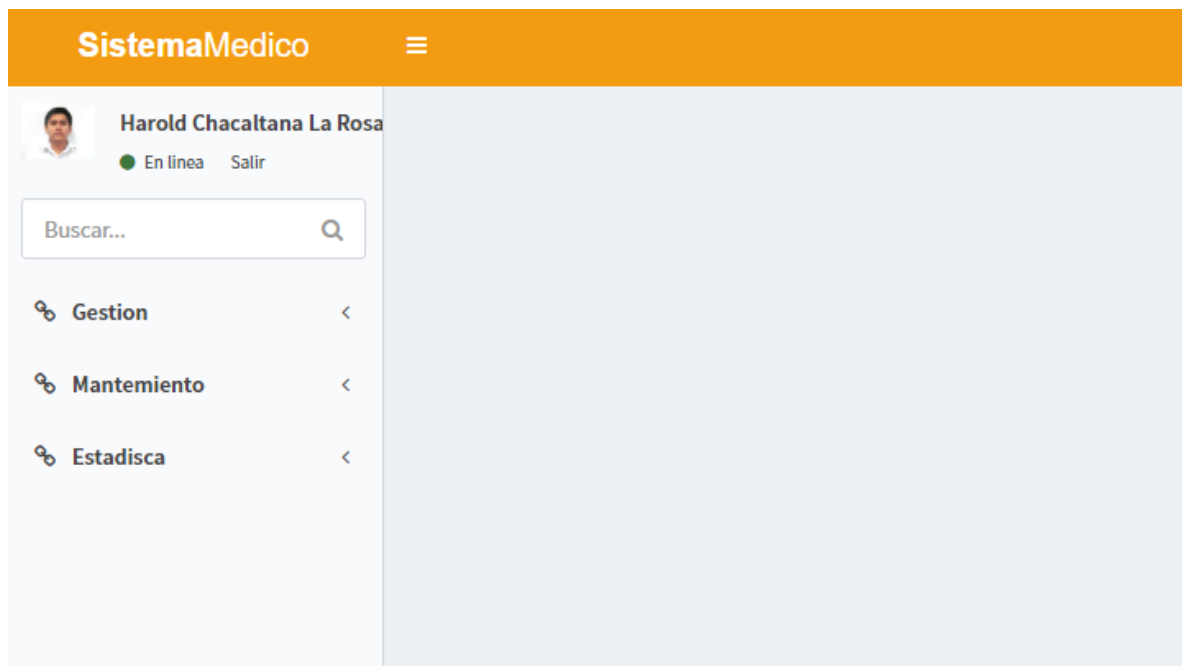 SistemaMedico
Harold Chacaltana La Rosa
En linea Salir
Buscar...
Gestion
Mantemiento
Estadisca